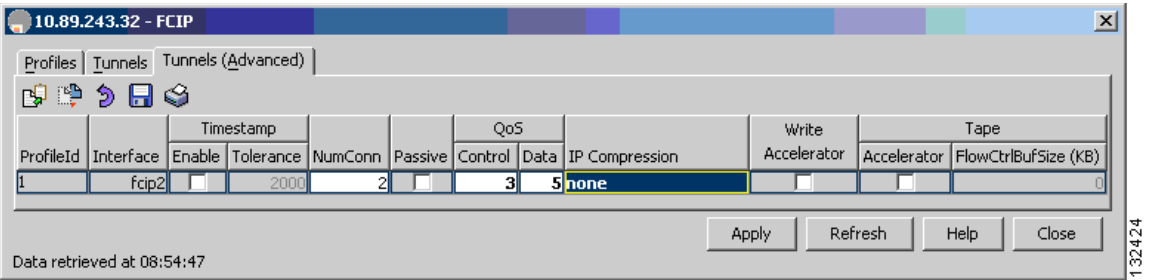 10.89.243.32 - FCIP
Profiles Tunnels Tunnels (Advanced)
Timestamp QoS Write Tape
ProfileId Interface Enable Tolerance NumConn Passive Control Data IP Compression Accelerator Accelerator FlowCtrlBufSize (KB)
1 fcip2 2000 2 3 5 none 0
Apply Refresh Help Close
Data retrieved at 08:54:47
132424